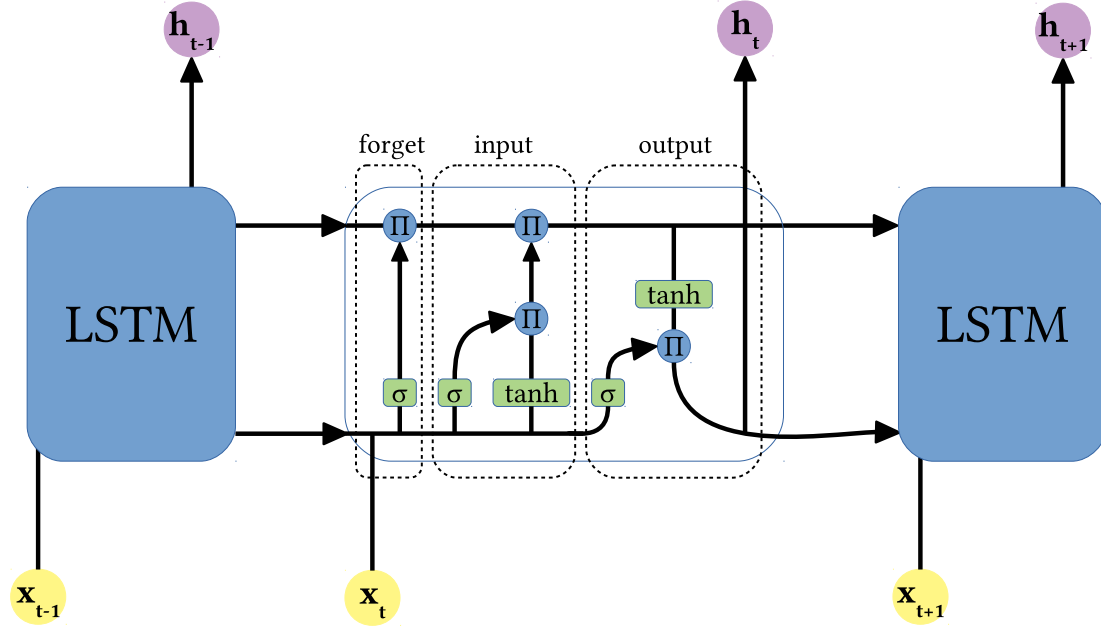 h t-1
h t
h t+1
forget
input
output
Π
Π
LSTM
LSTM
tanh
Π
Π
σ
σ
tanh
σ
x t-1
x t
x t+1